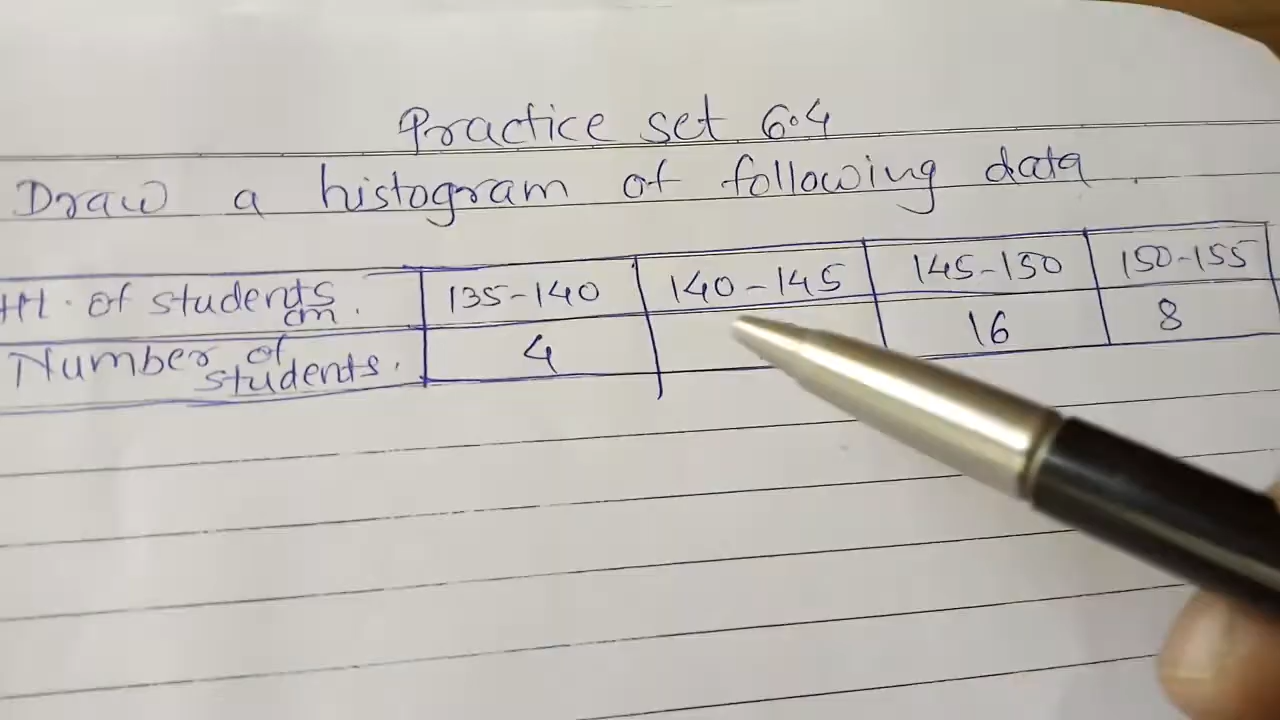 Practice set 6.4
Draw a histogram of following data.
Ht. of students cm. 135-140 140-145 145-150 150-155
Number of students. 4 16 8